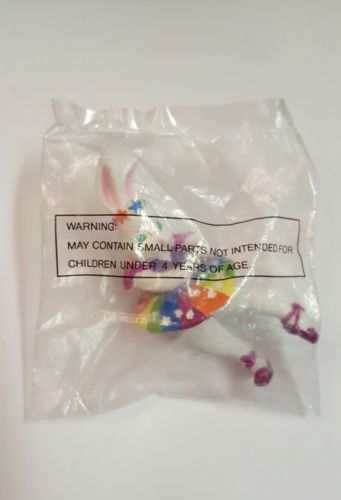 WARNING:
MAY CONTAIN SMALL PARTS NOT INTENDED FOR
CHILDREN UNDER 4 YEARS OF AGE.